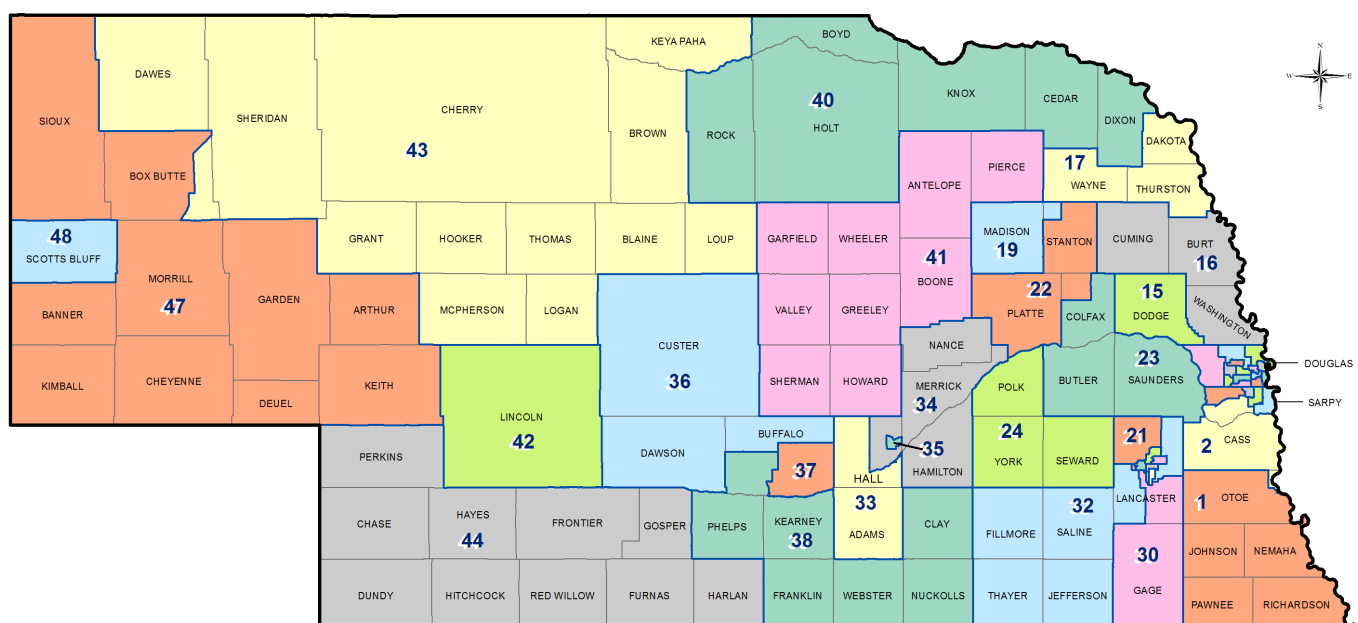 BOYD
KEYA PAHA
N
W E
S
DAWES
CHERRY
KNOX
CEDAR
40
SIOUX
SHERIDAN
HOLT
DIXON
BROWN
ROCK
DAKOTA
43
17
PIERCE
BOX BUTTE
ANTELOPE
WAYNE
THURSTON
48
MADISON
SCOTTS BLUFF
GRANT
HOOKER
THOMAS
BLAINE
LOUP
GARFIELD
WHEELER
STANTON
CUMING
BURT
19
41
16
MORRILL
BOONE
22
15
47
GARDEN
BANNER
ARTHUR
MCPHERSON
LOGAN
VALLEY
GREELEY
PLATTE
COLFAX
DODGE
WASHINGTON
CUSTER
NANCE
23
DOUGLAS
36
KIMBALL
CHEYENNE
KEITH
SHERMAN
HOWARD
MERRICK
POLK
BUTLER
SAUNDERS
DEUEL
34
SARPY
LINCOLN
42
BUFFALO
24
21
2
CASS
PERKINS
DAWSON
35
YORK
SEWARD
37
HALL
HAMILTON
LANCASTER
1
OTOE
33
32
CHASE
HAYES
FRONTIER
GOSPER
PHELPS
KEARNEY
ADAMS
CLAY
FILLMORE
SALINE
44
38
JOHNSON
NEMAHA
30
DUNDY
HITCHCOCK
RED WILLOW
FURNAS
HARLAN
FRANKLIN
WEBSTER
NUCKOLLS
THAYER
JEFFERSON
GAGE
PAWNEE
RICHARDSON